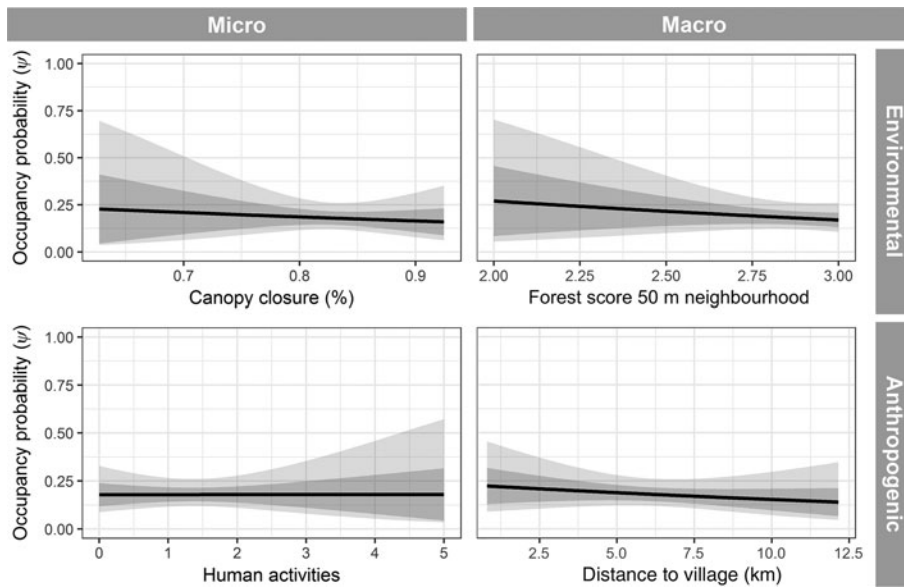 Micro
Macro
Occupancy probability (ψ)
1.00
0.75
0.50
0.25
0.00
0.7 0.8 0.9
Canopy closure (%)
2.00 2.25 2.50 2.75 3.00
Forest score 50 m neighbourhood
Environmental
Occupancy probability (ψ)
1.00
0.75
0.50
0.25
0.00
0 1 2 3 4 5
Human activities
2.5 5.0 7.5 10.0 12.5
Distance to village (km)
Anthropogenic